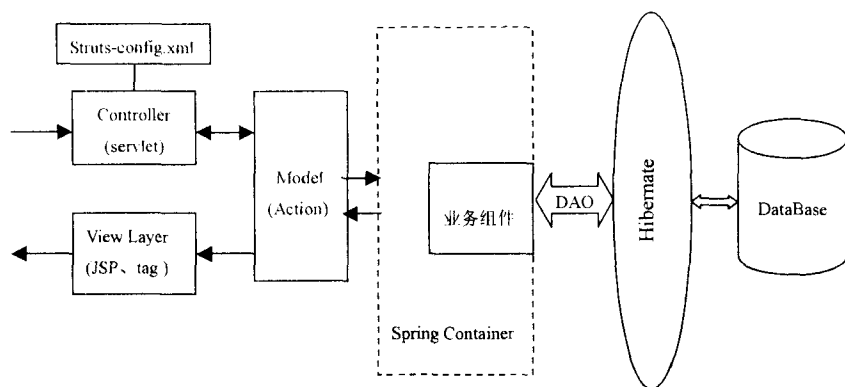 Struts-config.xml
Controller
(servlet)
Model
(Action)
View Layer
(JSP、tag )
业务组件
Spring Container
DAO
Hibernate
DataBase